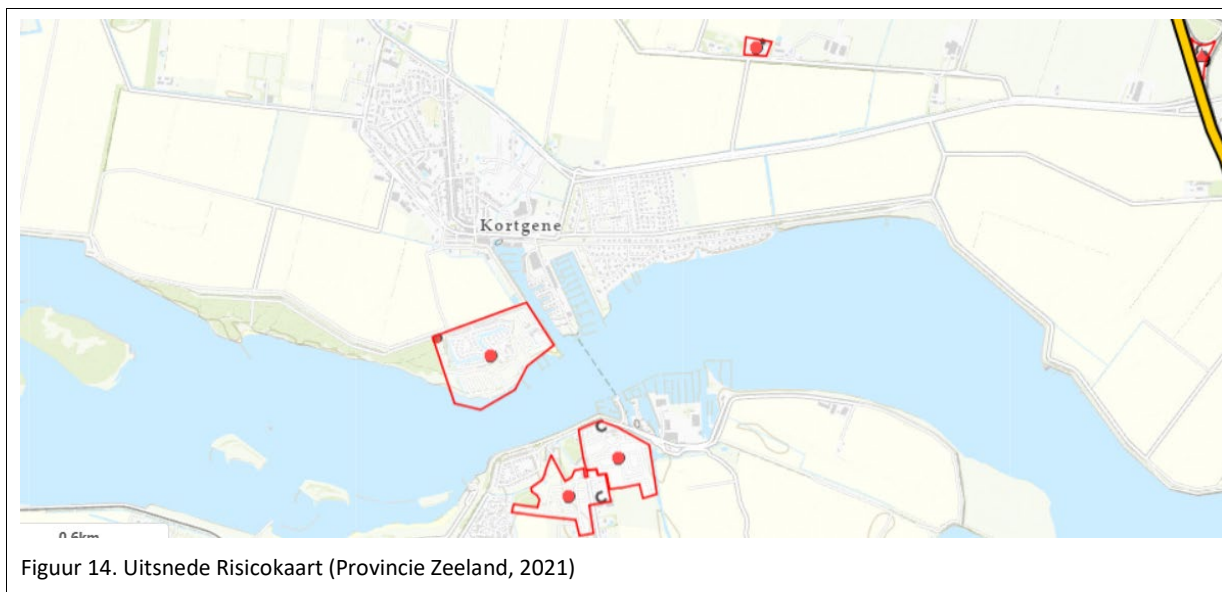 Kortgene
0.6km
Figuur 14. Uitsnede Risicokaart (Provincie Zeeland, 2021)